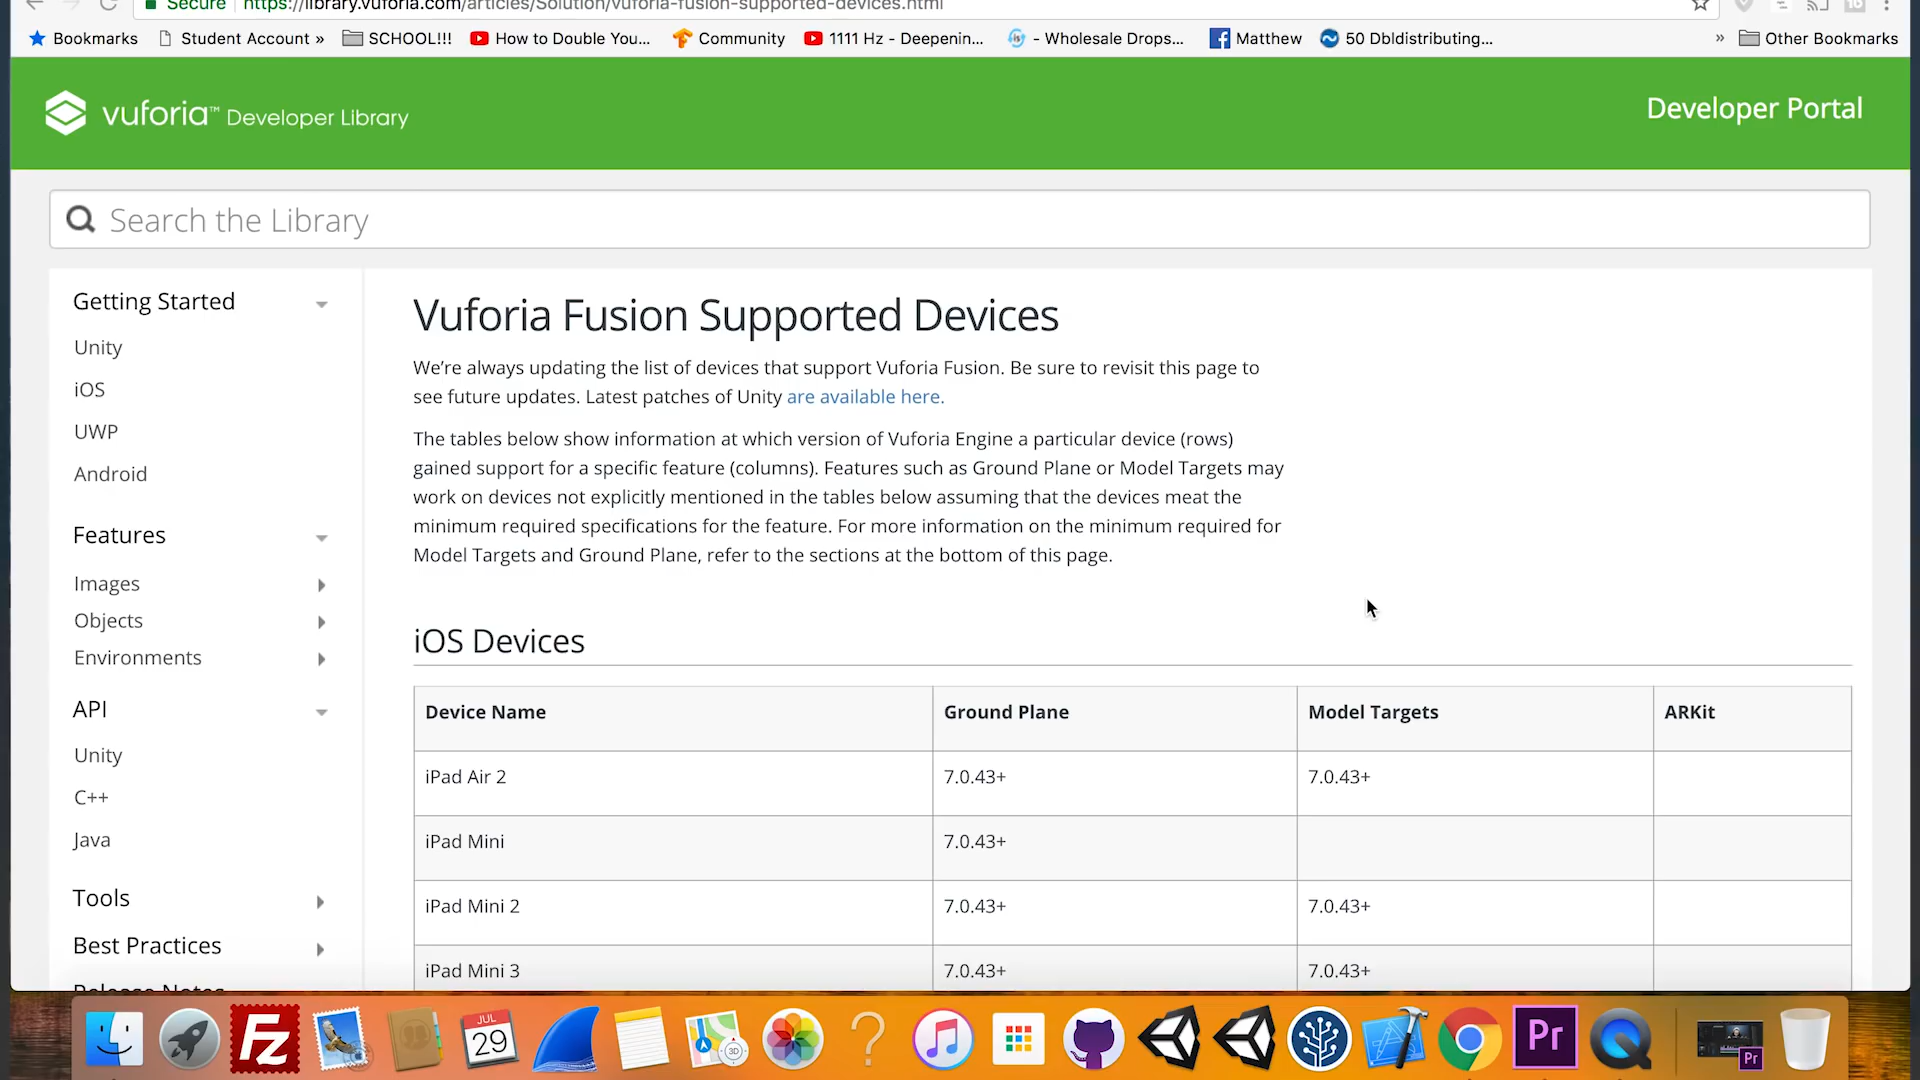 Secure https://library.vuforia.com/articles/Solution/vuforia-fusion-supported-devices.html
Bookmarks Student Account » SCHOOL!!! How to Double You... Community 1111 Hz - Deepenin... - Wholesale Drops... Matthew 50 Dbldistributing... » Other Bookmarks
vuforia™ Developer Library
Developer Portal
Search the Library
Getting Started
Unity
iOS
UWP
Android
Features
Images
Objects
Environments
API
Unity
C++
Java
Tools
Best Practices
Release Notes
Vuforia Fusion Supported Devices
We're always updating the list of devices that support Vuforia Fusion. Be sure to revisit this page to
see future updates. Latest patches of Unity are available here.
The tables below show information at which version of Vuforia Engine a particular device (rows)
gained support for a specific feature (columns). Features such as Ground Plane or Model Targets may
work on devices not explicitly mentioned in the tables below assuming that the devices meat the
minimum required specifications for the feature. For more information on the minimum required for
Model Targets and Ground Plane, refer to the sections at the bottom of this page.
iOS Devices
Device Name Ground Plane Model Targets ARKit
iPad Air 2 7.0.43+ 7.0.43+
iPad Mini 7.0.43+
iPad Mini 2 7.0.43+ 7.0.43+
iPad Mini 3 7.0.43+ 7.0.43+
Fz
JUL
29
3D
?
Pr
Pr